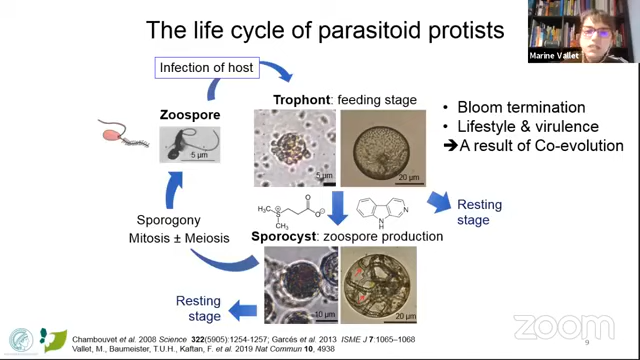 The life cycle of parasitoid protists
Marine Vallet
Infection of host
Trophont: feeding stage
Zoospore
5 µm
5 µm
20 µm
• Bloom termination
• Lifestyle & virulence
➔A result of Co-evolution
Resting
stage
H₃C
S
CH₃
O
O
N
H
N
Sporogony
Mitosis ± Meiosis
Sporocyst: zoospore production
10 µm
20 µm
Resting
stage
zoom
Chambouvet et al. 2008 Science 322(5905):1254-1257; Garcés et al. 2013 ISME J 7:1065–1068
Vallet, M., Baumeister, T.U.H., Kaftan, F. et al. 2019 Nat Commun 10, 4938
9